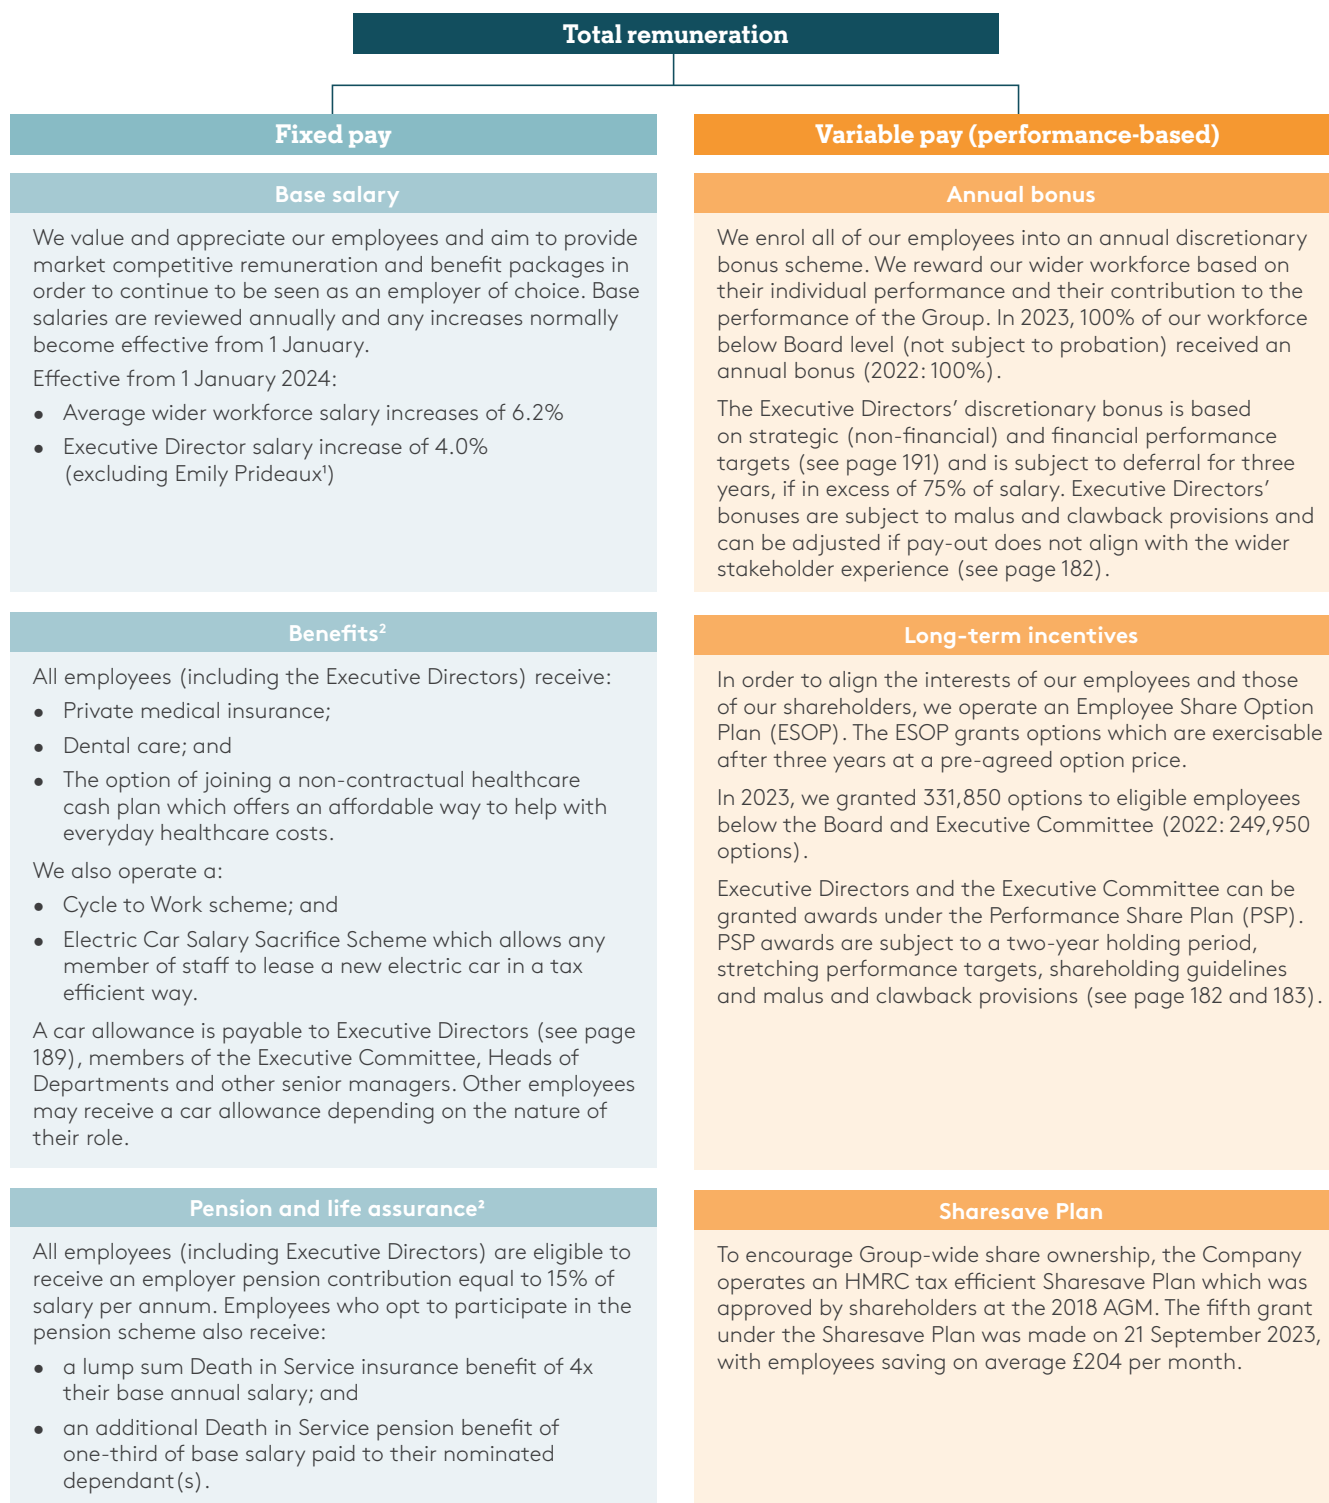 Total remuneration
Fixed pay
Base salary
We value and appreciate our employees and aim to provide
market competitive remuneration and benefit packages in
order to continue to be seen as an employer of choice. Base
salaries are reviewed annually and any increases normally
become effective from 1 January.
Effective from 1 January 2024:
• Average wider workforce salary increases of 6.2%
• Executive Director salary increase of 4.0%
(excluding Emily Prideaux¹)
Benefits²
All employees (including the Executive Directors) receive:
• Private medical insurance;
• Dental care; and
• The option of joining a non-contractual healthcare
cash plan which offers an affordable way to help with
everyday healthcare costs.
We also operate a:
• Cycle to Work scheme; and
• Electric Car Salary Sacrifice Scheme which allows any
member of staff to lease a new electric car in a tax
efficient way.
A car allowance is payable to Executive Directors (see page
189), members of the Executive Committee, Heads of
Departments and other senior managers. Other employees
may receive a car allowance depending on the nature of
their role.
Pension and life assurance²
All employees (including Executive Directors) are eligible to
receive an employer pension contribution equal to 15% of
salary per annum. Employees who opt to participate in the
pension scheme also receive:
• a lump sum Death in Service insurance benefit of 4x
their base annual salary; and
• an additional Death in Service pension benefit of
one-third of base salary paid to their nominated
dependant(s).
Variable pay (performance-based)
Annual bonus
We enrol all of our employees into an annual discretionary
bonus scheme. We reward our wider workforce based on
their individual performance and their contribution to the
performance of the Group. In 2023, 100% of our workforce
below Board level (not subject to probation) received an
annual bonus (2022: 100%).
The Executive Directors’ discretionary bonus is based
on strategic (non-financial) and financial performance
targets (see page 191) and is subject to deferral for three
years, if in excess of 75% of salary. Executive Directors’
bonuses are subject to malus and clawback provisions and
can be adjusted if pay-out does not align with the wider
stakeholder experience (see page 182).
Long-term incentives
In order to align the interests of our employees and those
of our shareholders, we operate an Employee Share Option
Plan (ESOP). The ESOP grants options which are exercisable
after three years at a pre-agreed option price.
In 2023, we granted 331,850 options to eligible employees
below the Board and Executive Committee (2022: 249,950
options).
Executive Directors and the Executive Committee can be
granted awards under the Performance Share Plan (PSP).
PSP awards are subject to a two-year holding period,
stretching performance targets, shareholding guidelines
and malus and clawback provisions (see page 182 and 183).
Sharesave Plan
To encourage Group-wide share ownership, the Company
operates an HMRC tax efficient Sharesave Plan which was
approved by shareholders at the 2018 AGM. The fifth grant
under the Sharesave Plan was made on 21 September 2023,
with employees saving on average £204 per month.